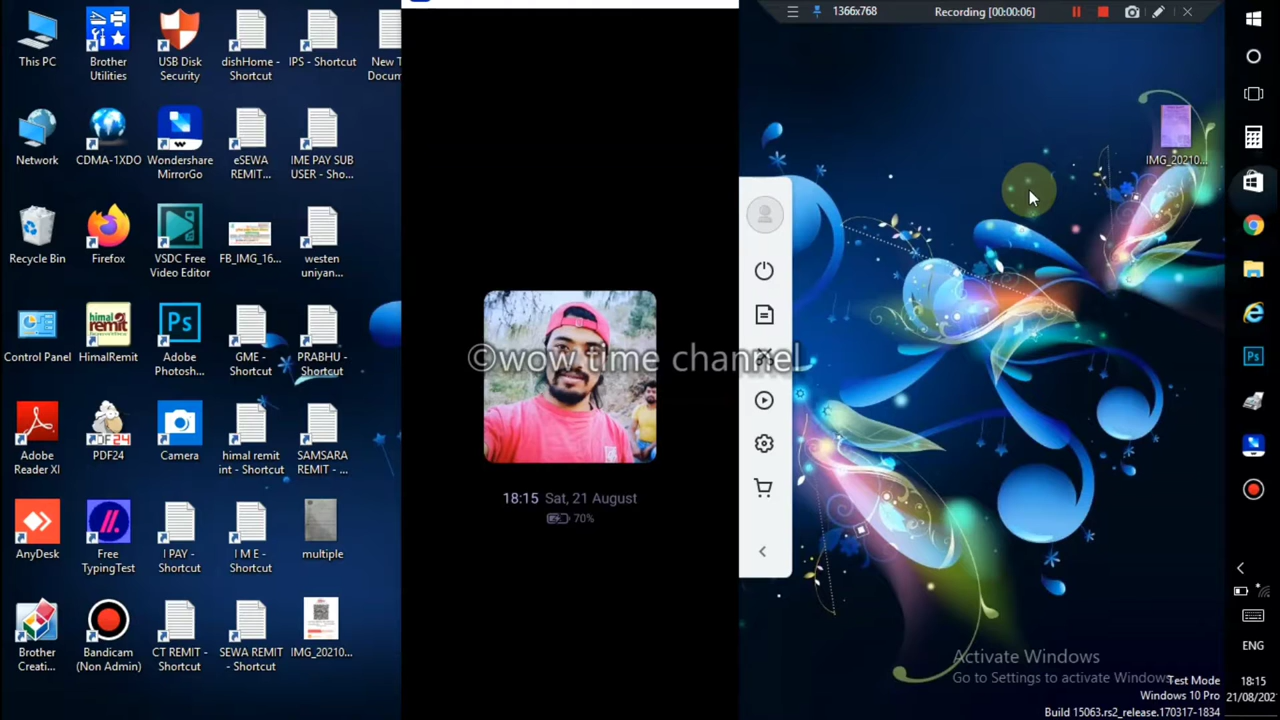 1366x768
Recording [00:00
This PC
Brother
Utilities
USB Disk
Security
dishHome -
Shortcut
IPS - Shortcut
New T
Docum
Network
CDMA-1XDO
Wondershare
MirrorGo
eSEWA
REMIT...
IME PAY SUB
USER - Sho...
IMG_20210...
Recycle Bin
Firefox
VSDC Free
Video Editor
FB_IMG_16...
westen
uniyan...
Control Panel
HimalRemit
himal
remit
Ps
Adobe
Photosh...
GME -
Shortcut
PRABHU -
Shortcut
©wow time channel
Ps
Adobe
Reader XI
PDF24
Camera
himal remit
int - Shortcut
SAMSARA
REMIT - ...
18:15 Sat, 21 August
70%
AnyDesk
Free
TypingTest
I PAY -
Shortcut
I M E -
Shortcut
multiple
Brother
Creati...
Bandicam
(Non Admin)
CT REMIT -
Shortcut
SEWA REMIT
- Shortcut
IMG_20210...
ENG
Activate Windows
Go to Settings to activate Windows.
Test Mode
Windows 10 Pro
Build 15063.rs2_release.170317-1834
18:15
21/08/202